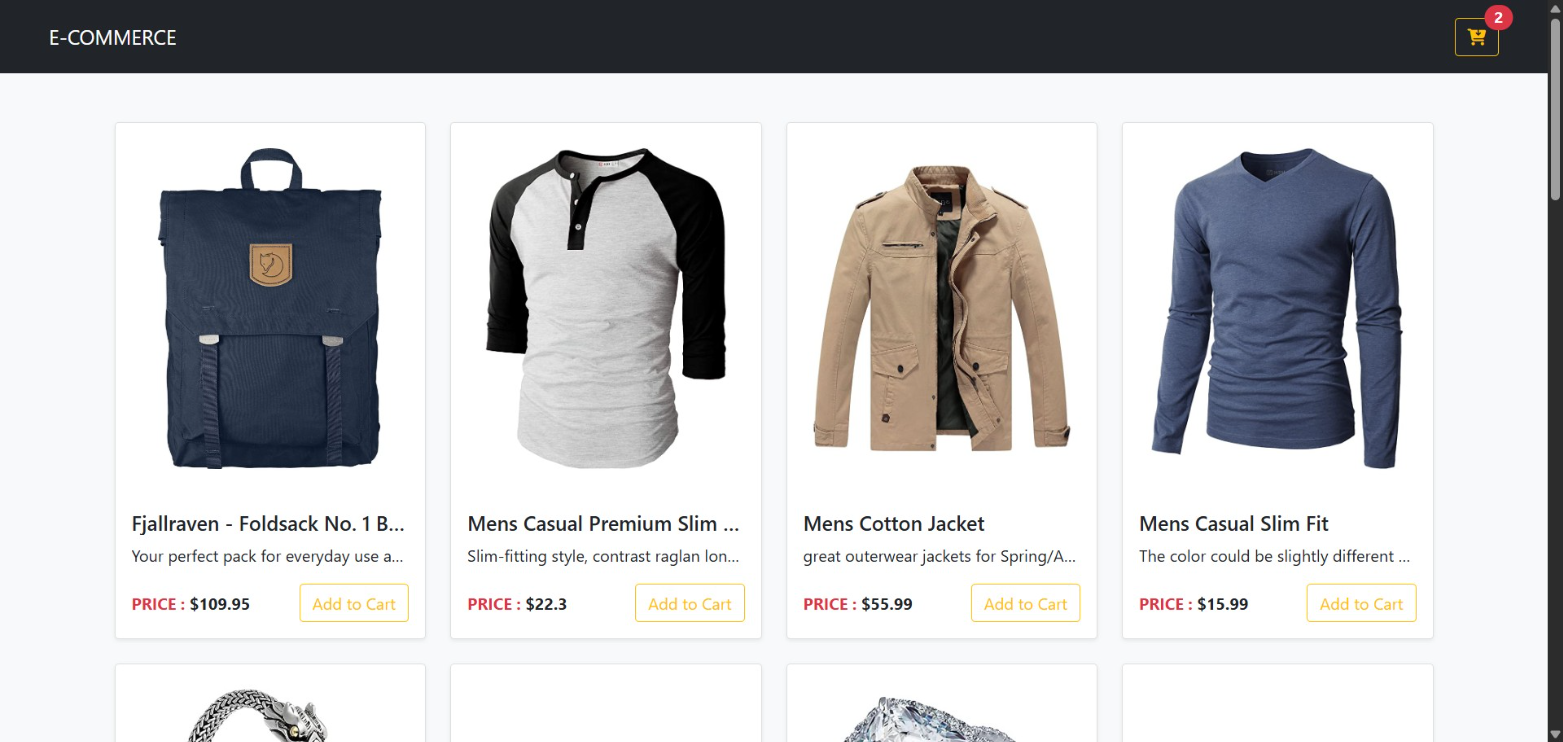 E-COMMERCE
2
Fjallraven - Foldsack No. 1 B...
Your perfect pack for everyday use a...
PRICE : $109.95
Add to Cart
Mens Casual Premium Slim ...
Slim-fitting style, contrast raglan lon...
PRICE : $22.3
Add to Cart
Mens Cotton Jacket
great outerwear jackets for Spring/A...
PRICE : $55.99
Add to Cart
Mens Casual Slim Fit
The color could be slightly different ...
PRICE : $15.99
Add to Cart